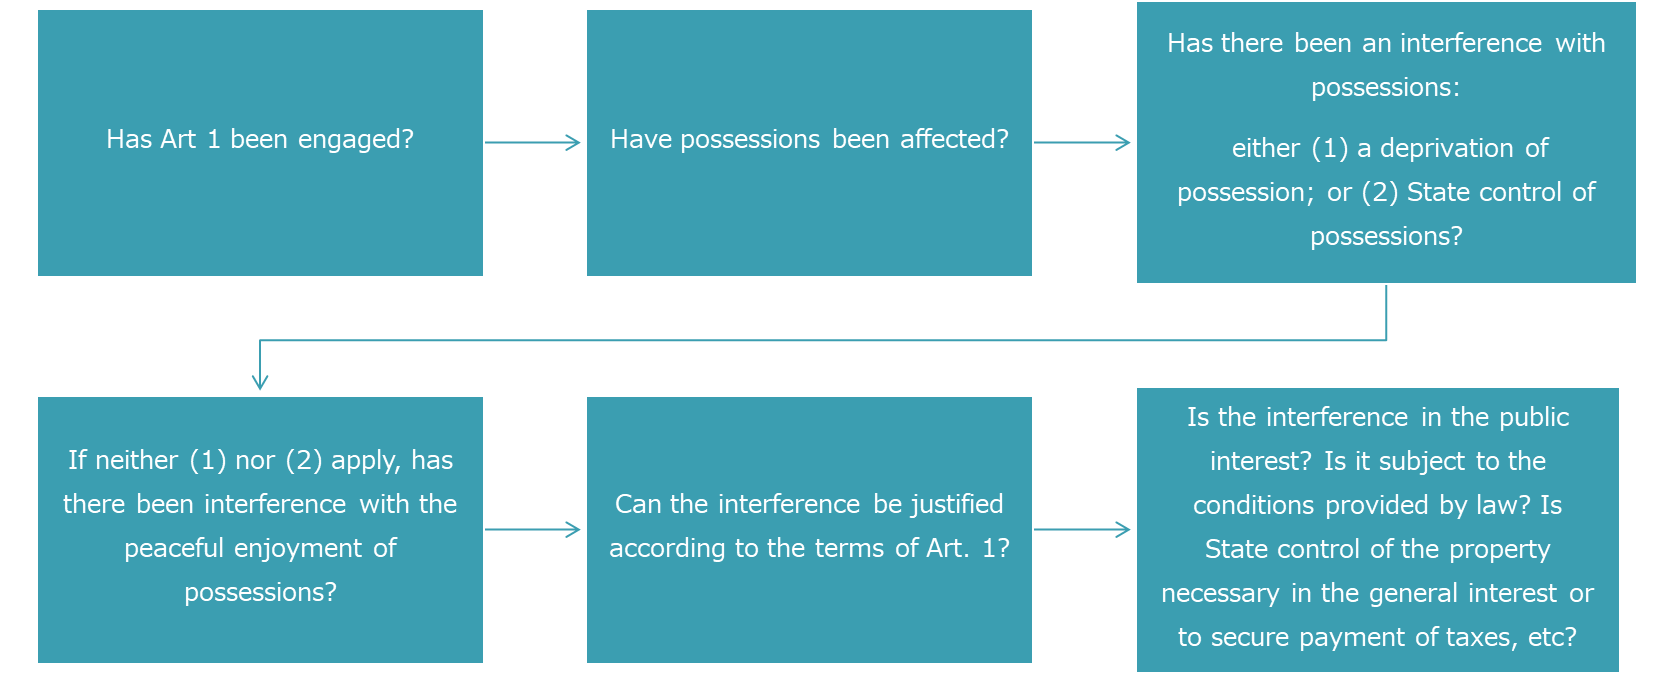 Has Art 1 been engaged?
Have possessions been affected?
Has there been an interference with
possessions:
either (1) a deprivation of
possession; or (2) State control of
possessions?
If neither (1) nor (2) apply, has
there been interference with the
peaceful enjoyment of
possessions?
Can the interference be justified
according to the terms of Art. 1?
Is the interference in the public
interest? Is it subject to the
conditions provided by law? Is
State control of the property
necessary in the general interest or
to secure payment of taxes, etc?